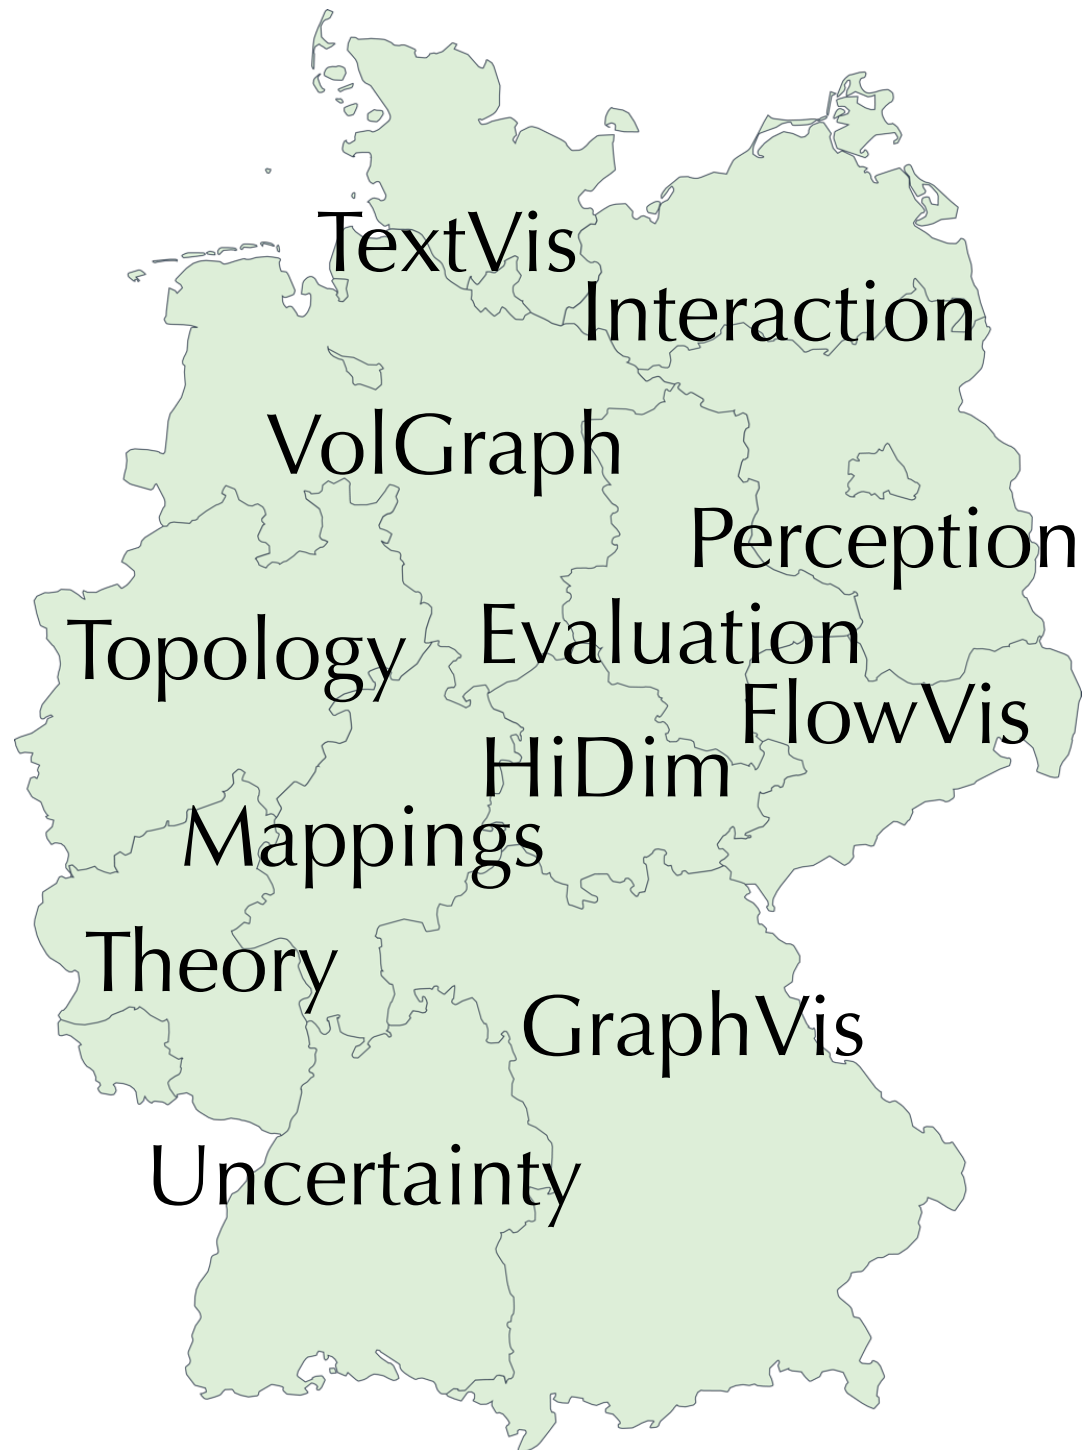 TextVis
Interaction
VolGraph
Perception
Evaluation
Topology
FlowVis
HiDim
Mappings
Theory
GraphVis
Uncertainty